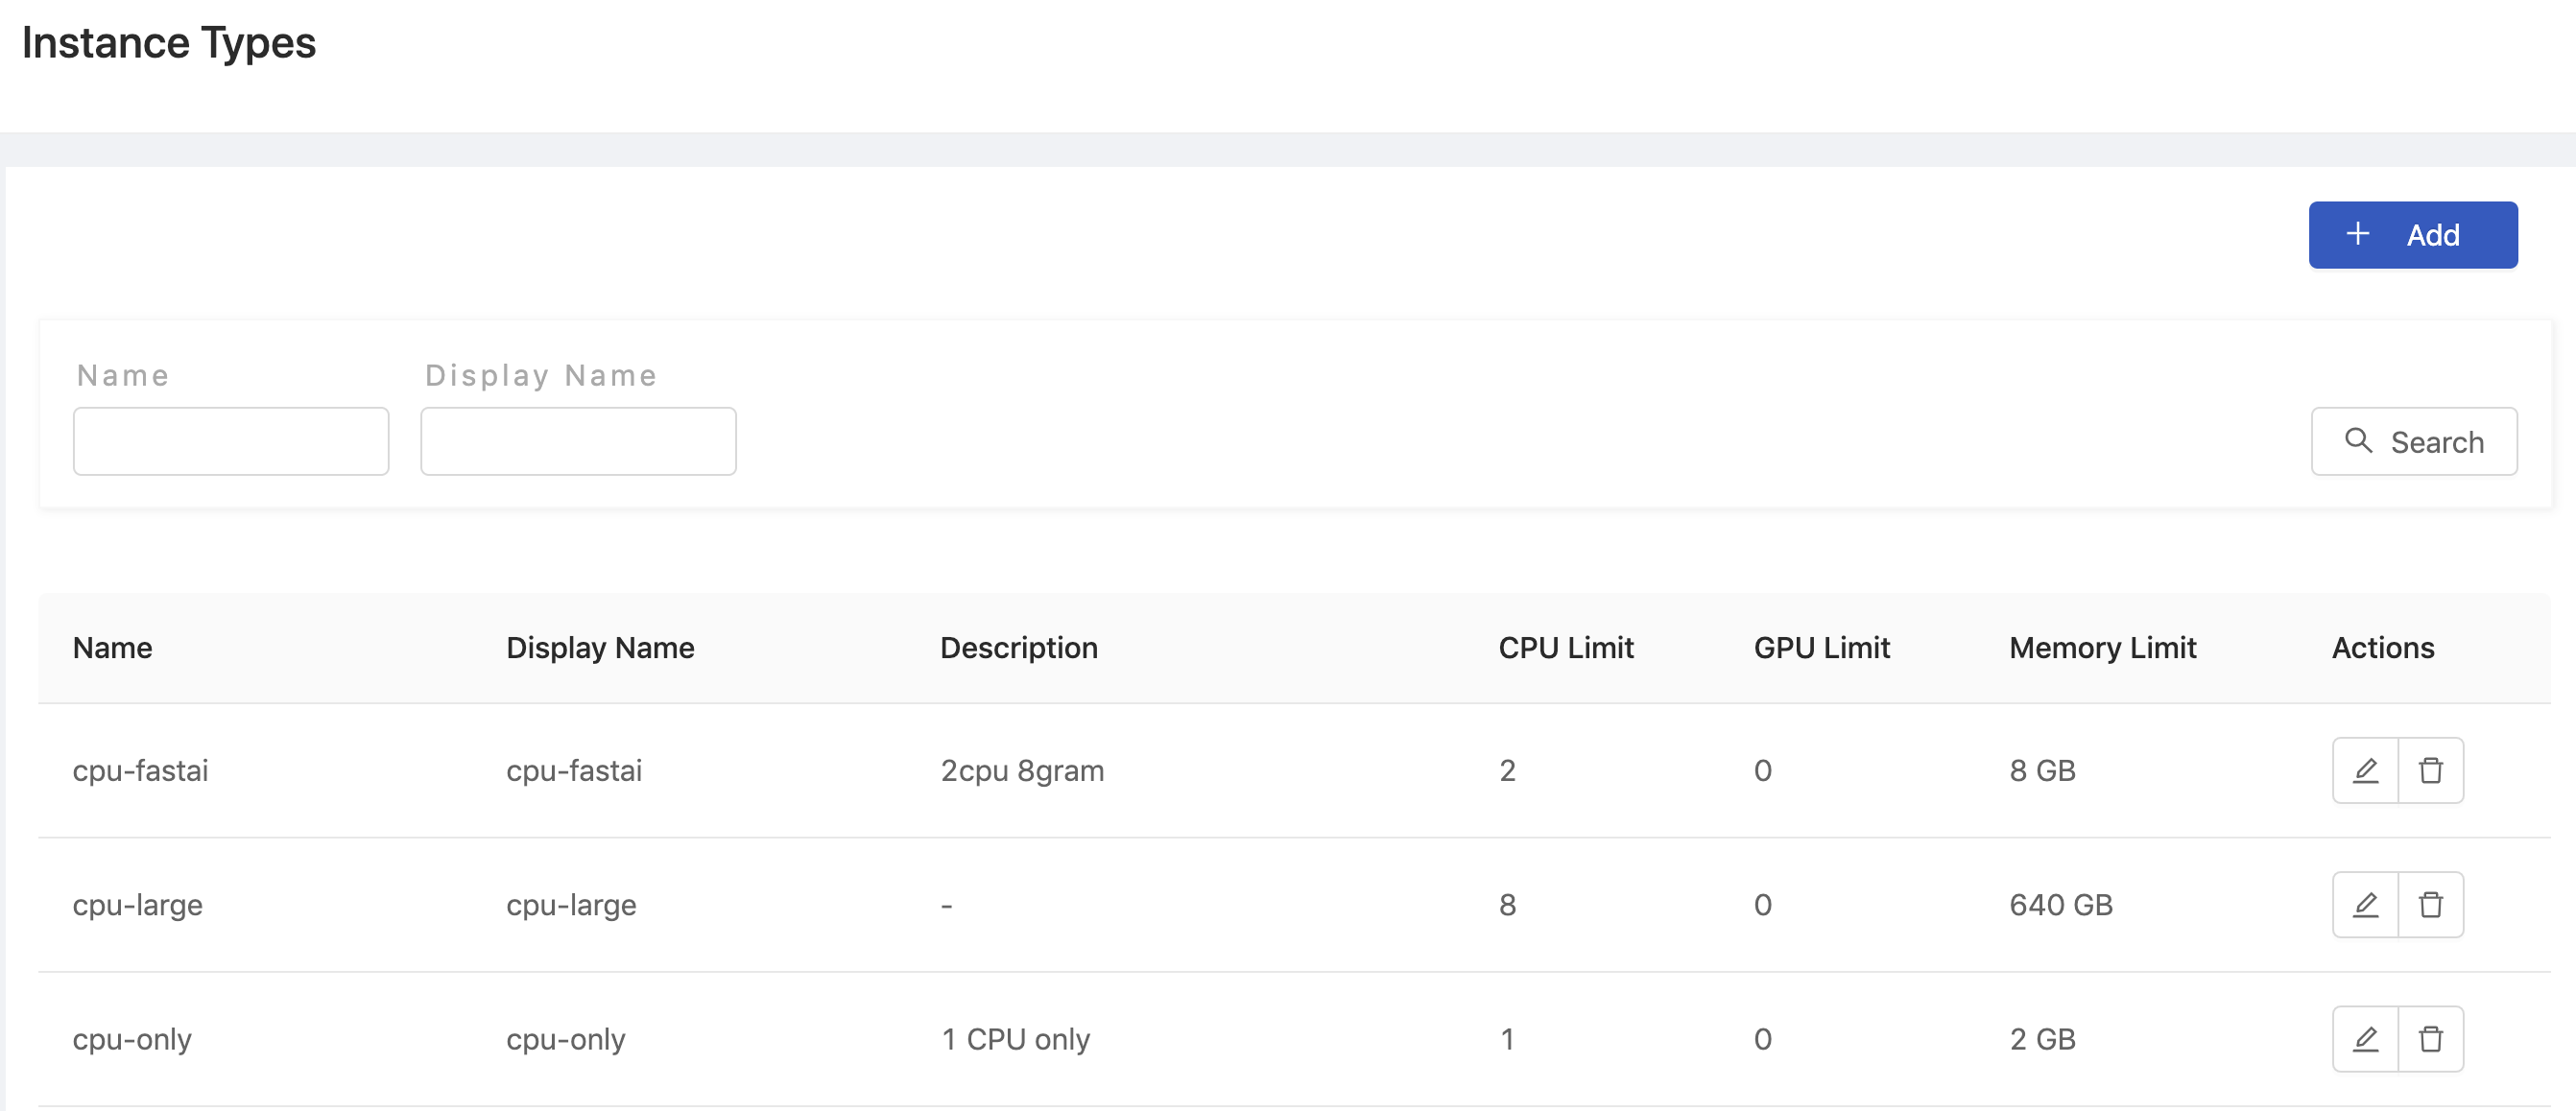 Instance Types
+ Add
Name Display Name
Search
Name Display Name Description CPU Limit GPU Limit Memory Limit Actions
cpu-fastai cpu-fastai 2cpu 8gram 2 0 8 GB
cpu-large cpu-large - 8 0 640 GB
cpu-only cpu-only 1 CPU only 1 0 2 GB